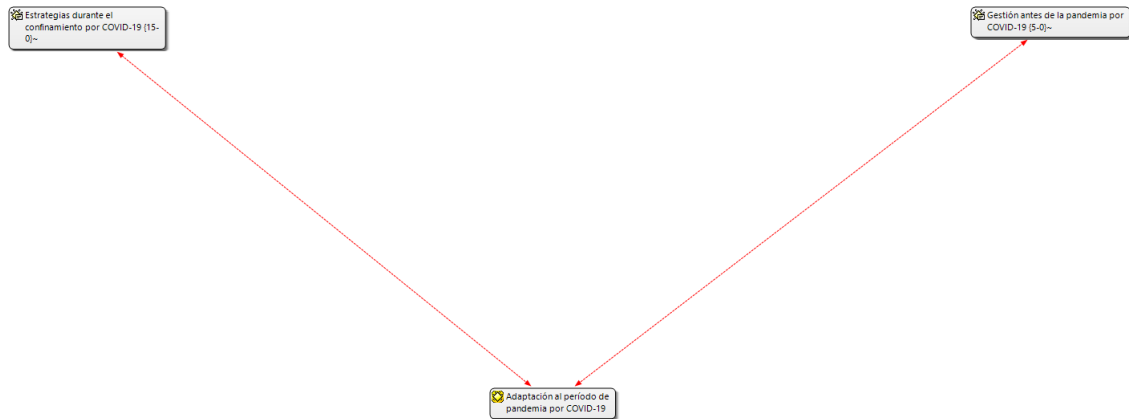 Estrategias durante el
confinamiento por COVID-19 {15-
0}~
Gestión antes de la pandemia por
COVID-19 {5-0}~
Adaptación al período de
pandemia por COVID-19